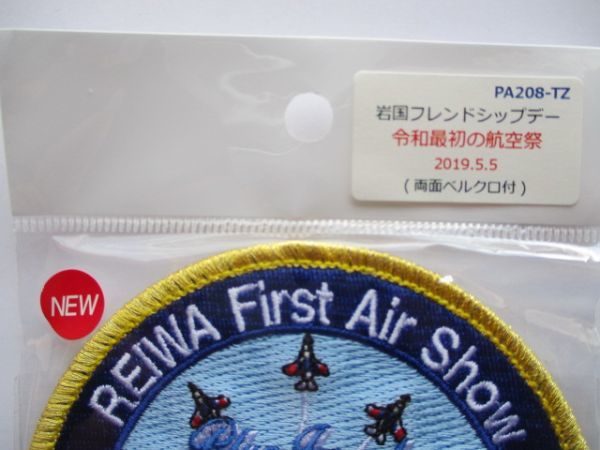 PA208-TZ
岩国フレンドシップデー
令和最初の航空祭
2019.5.5
(両面ベルクロ付)
NEW
REIWA First Air Show